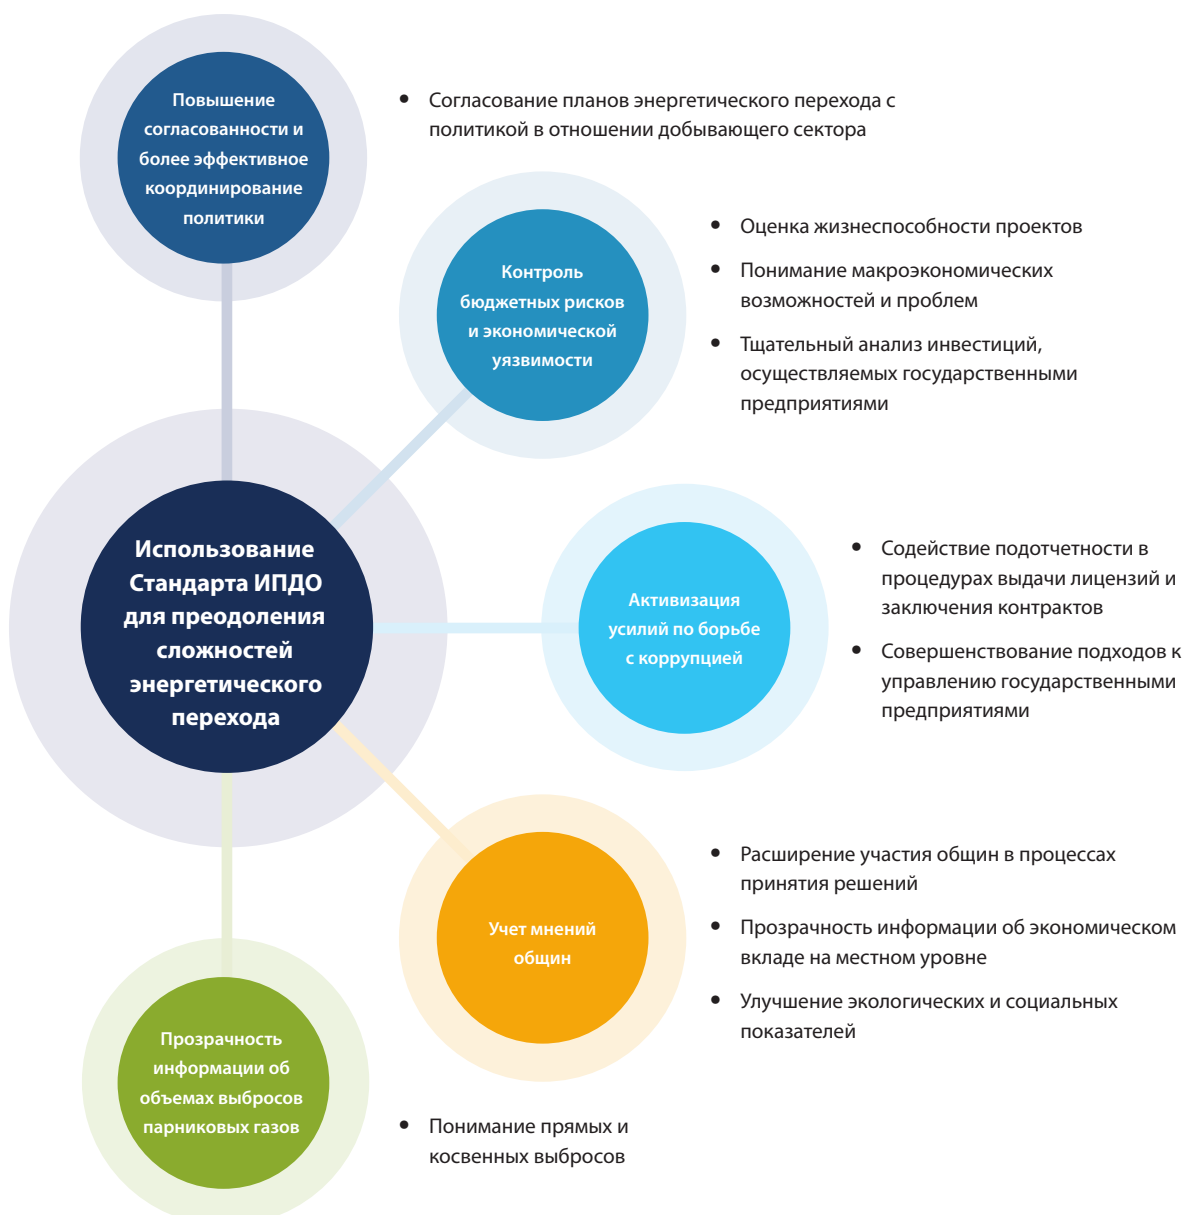 Повышение
согласованности и
более эффективное
координирование
политики
• Согласование планов энергетического перехода с
политикой в отношении добывающего сектора
Контроль
бюджетных рисков
и экономической
уязвимости
• Оценка жизнеспособности проектов
• Понимание макроэкономических
возможностей и проблем
• Тщательный анализ инвестиций,
осуществляемых государственными
предприятиями
Использование
Стандарта ИПДО
для преодоления
сложностей
энергетического
перехода
Активизация
усилий по борьбе
с коррупцией
• Содействие подотчетности в
процедурах выдачи лицензий и
заключения контрактов
• Совершенствование подходов к
управлению государственными
предприятиями
Учет мнений
общин
• Расширение участия общин в процессах
принятия решений
• Прозрачность информации об экономическом
вкладе на местном уровне
• Улучшение экологических и социальных
показателей
Прозрачность
информации об
объемах выбросов
парниковых газов
• Понимание прямых и
косвенных выбросов